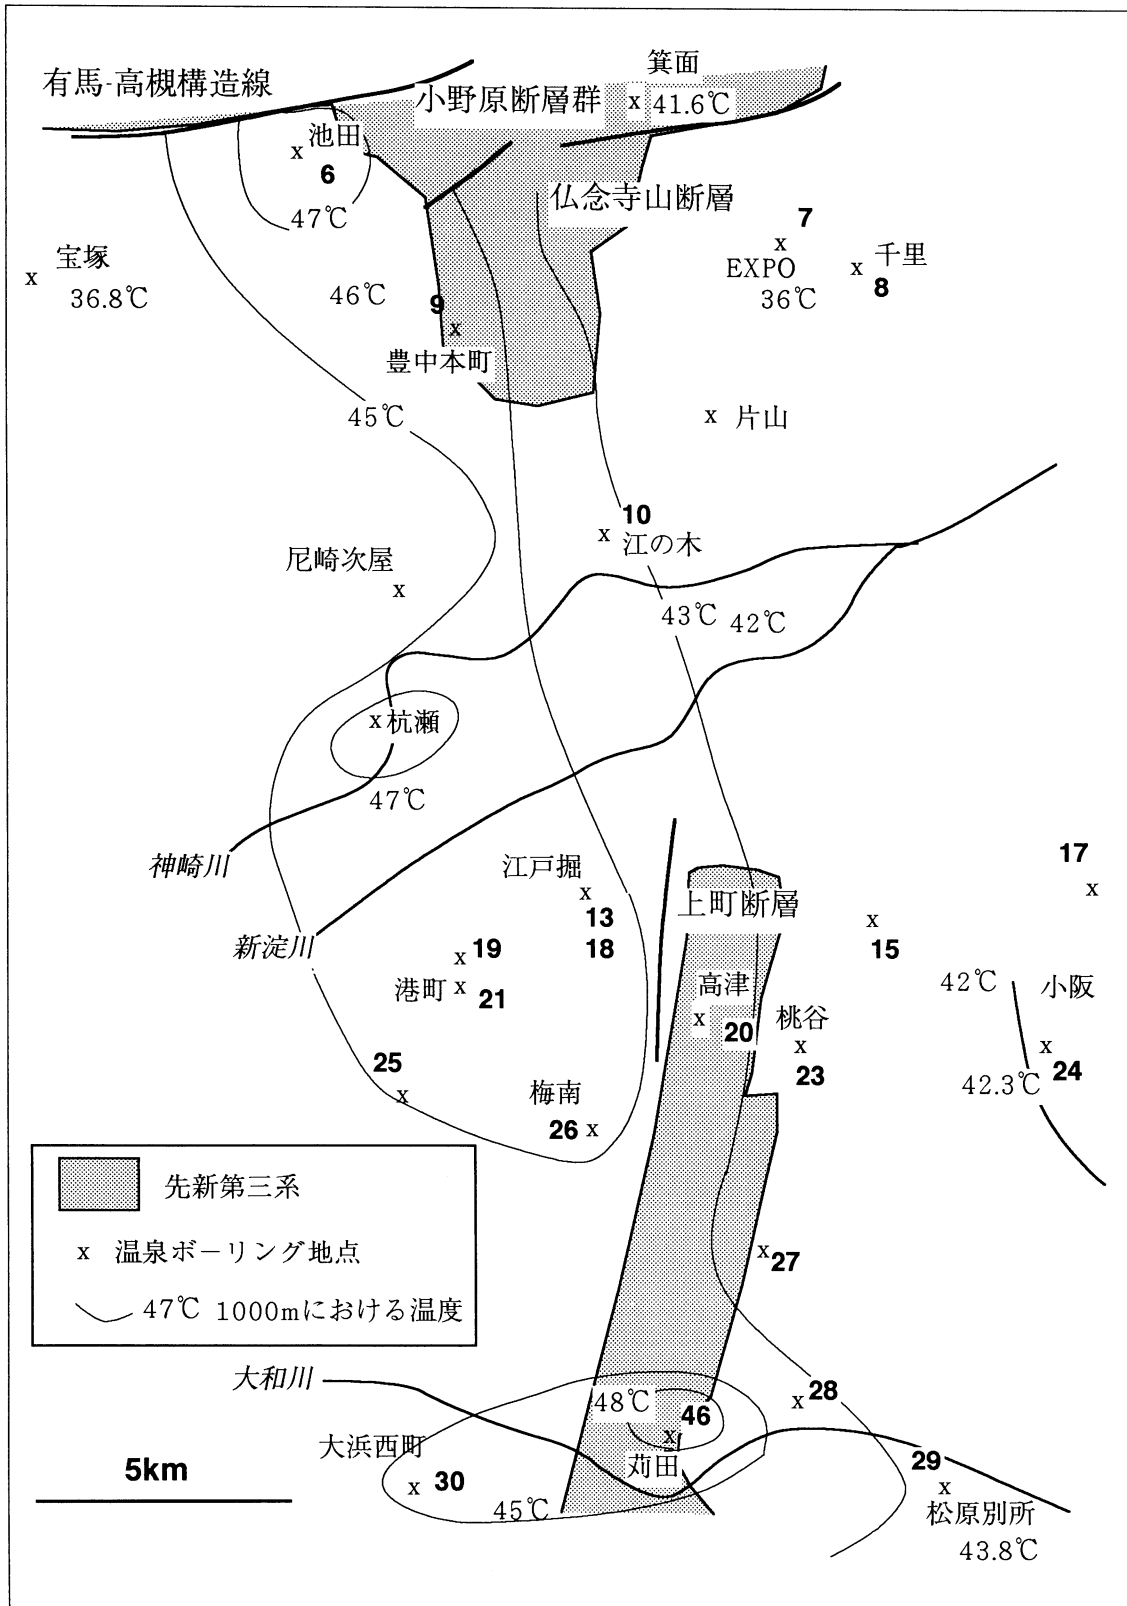 有馬-高槻構造線
箕面
小野原断層群
x 41.6℃
池田
x
6
47℃
仏念寺山断層
7
x
EXPO
36℃
x 千里
8
宝塚
x
36.8℃
46℃
9
x
豊中本町
45℃
x 片山
10
x
江の木
尼崎次屋
x
43℃
42℃
x杭瀬
47℃
神崎川
江戸掘
x
13
18
上町断層
17
x
x
15
新淀川
19
x
港町 x
21
高津
x
20
桃谷
x
23
42℃
小阪
x
24
42.3℃
25
x
梅南
26 x
先新第三系
x 温泉ボーリング地点
47℃ 1000mにおける温度
x
27
大和川
48℃
46
x
苅田
28
x
大浜西町
x 30
45℃
29
x
松原別所
43.8℃
5km